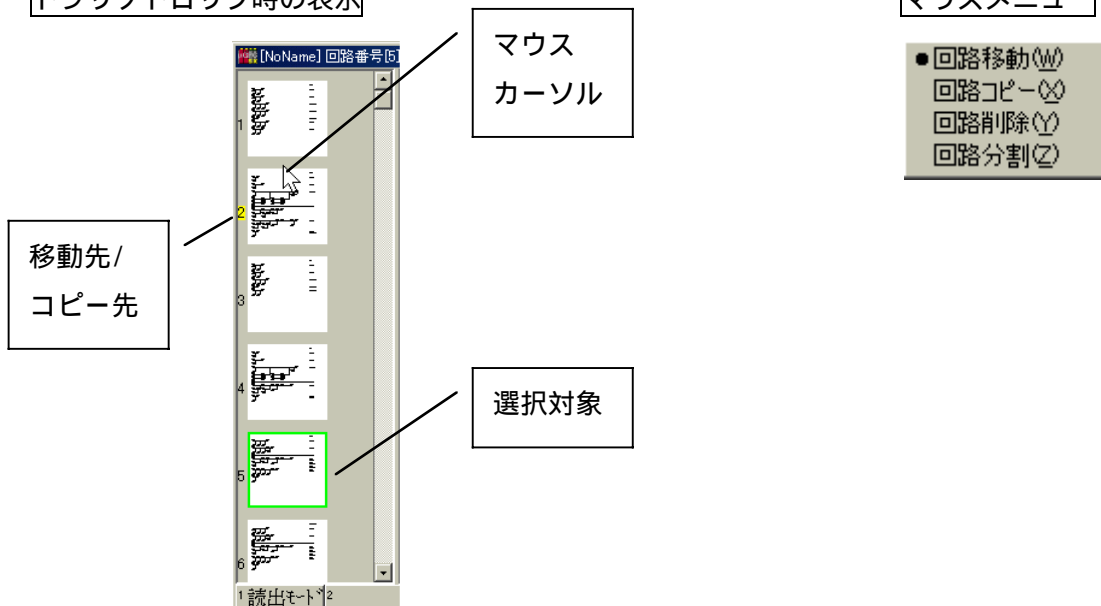 ドラッグドロップ時の表示
マウスメニュー
マウス
カーソル
[NoName] 回路番号[5]
●回路移動(W)
回路コピー(X)
回路削除(Y)
回路分割(Z)
1
2
移動先/
コピー先
3
4
選択対象
5
6
1 読出モード 2